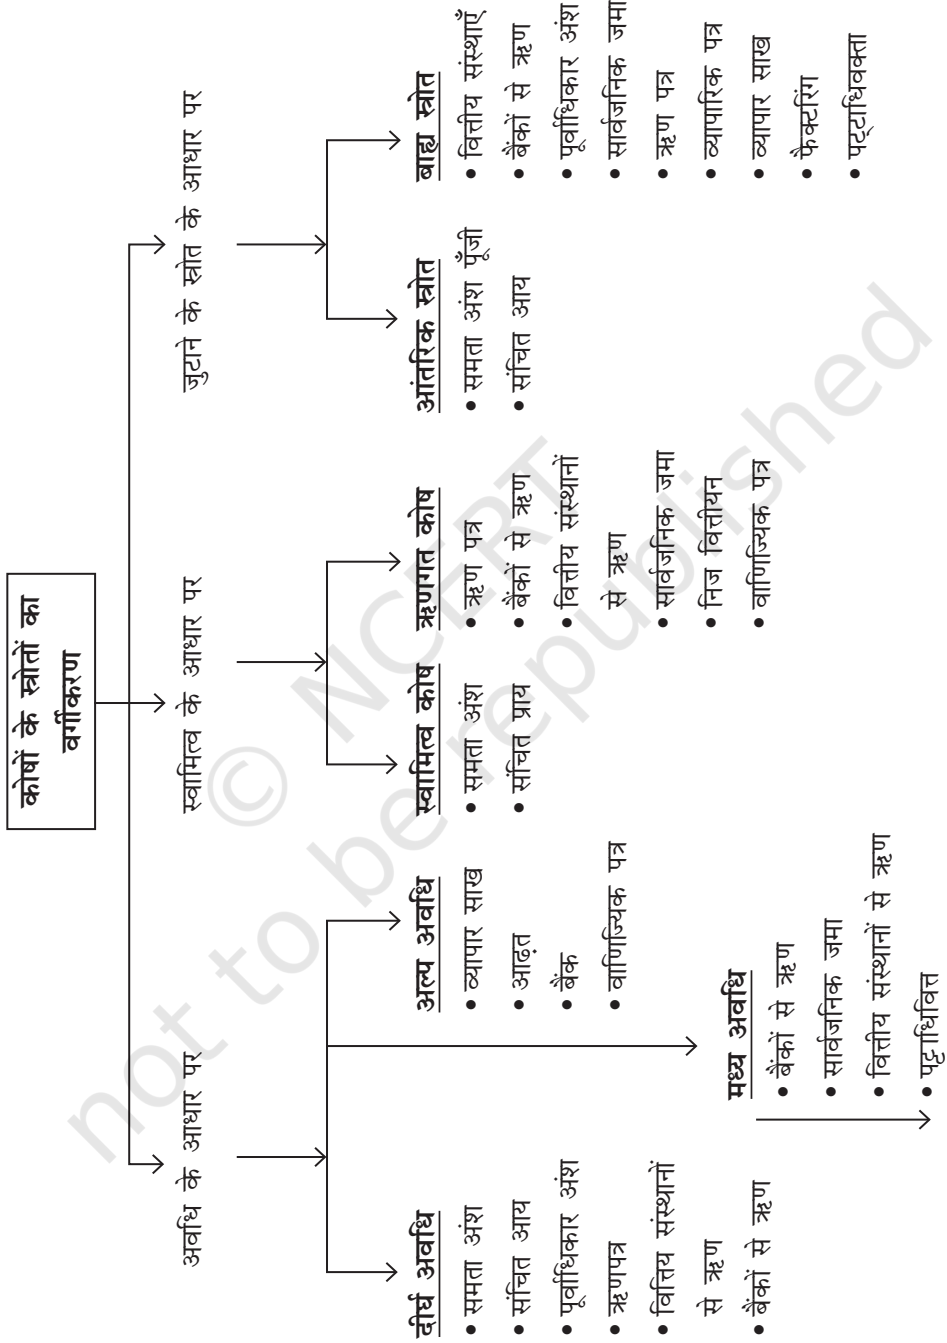 कोषों के स्त्रोतों का
वर्गीकरण
अवधि के आधार पर
स्वामित्व के आधार पर
जुटाने के स्त्रोत के आधार पर
दीर्घ अवधि
• समता अंश
• संचित आय
• पूर्वाधिकार अंश
• ऋणपत्र
• वित्तिय संस्थानों
से ऋण
• बैंकों से ऋण
मध्य अवधि
• बैंकों से ऋण
• सार्वजनिक जमा
• वित्तीय संस्थानों से ऋण
• पट्टाधिवित्त
अल्प अवधि
• व्यापार साख
• आढ़त
• बैंक
• वाणिज्यिक पत्र
स्वामित्व कोष
• समता अंश
• संचित प्राय
ऋणगत कोष
• ऋण पत्र
• बैंकों से ऋण
• वित्तीय संस्थानों
से ऋण
• सार्वजनिक जमा
• निज वित्तीयन
• वाणिज्यिक पत्र
आंतरिक स्त्रोत
• समता अंश पूँजी
• संचित आय
बाह्य स्त्रोत
• वित्तीय संस्थाएँ
• बैंकों से ऋण
• पूर्वाधिकार अंश
• सार्वजनिक जमा
• ऋण पत्र
• व्यापारिक पत्र
• व्यापार साख
• फैक्टरिंग
• पट्टाधिवक्ता
© NCERT
not to be republished